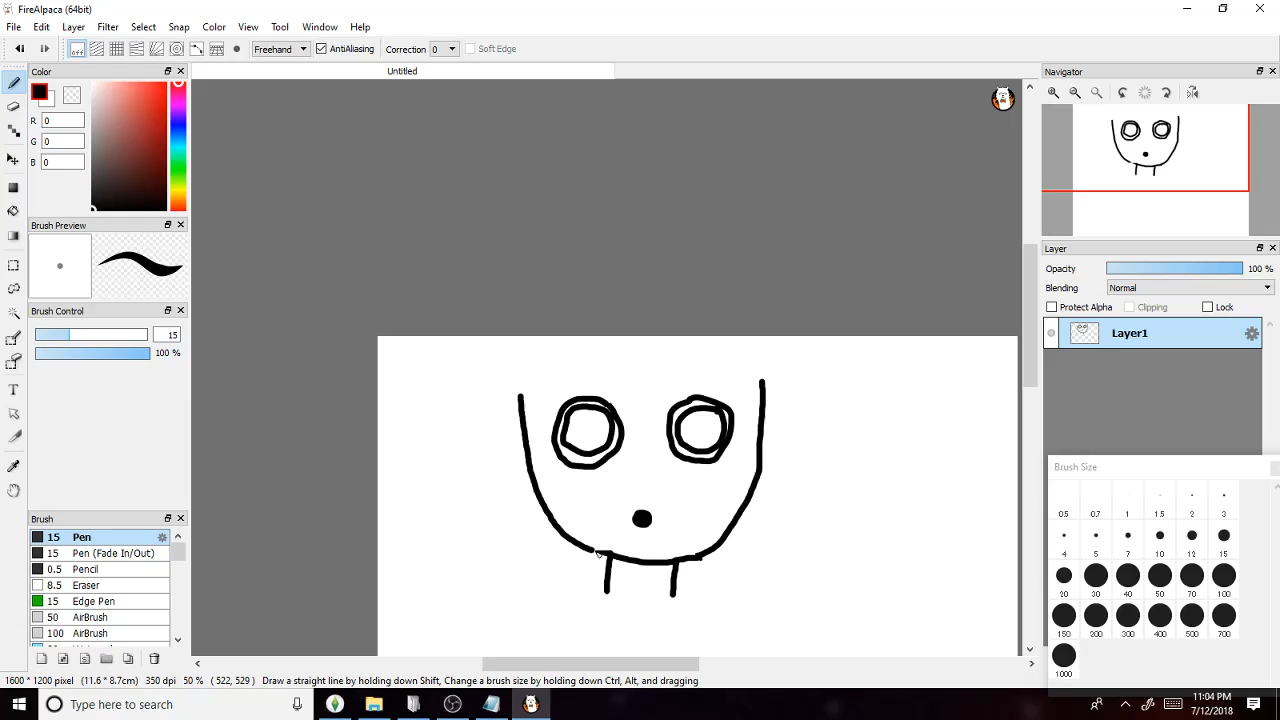 FireAlpaca (64bit)
File Edit Layer Filter Select Snap Color View Tool Window Help
off Freehand AntiAliasing Correction 0 Soft Edge
Color
R 0
G 0
B 0
Brush Preview
Brush Control
15
100 %
Brush
15 Pen
15 Pen (Fade In/Out)
0.5 Pencil
8.5 Eraser
15 Edge Pen
50 AirBrush
100 AirBrush
Untitled
Navigator
Layer
Opacity 100 %
Blending Normal
Protect Alpha Clipping Lock
Layer1
Brush Size
0.5 0.7 1 1.5 2 3
4 5 7 10 12 15
20 30 40 50 70 100
150 200 300 400 500 700
1000
1600 * 1200 pixel (11.6 * 8.7cm) 350 dpi 50 % ( 522, 529 ) Draw a straight line by holding down Shift, Change a brush size by holding down Ctrl, Alt, and dragging
Type here to search
11:04 PM
7/12/2018